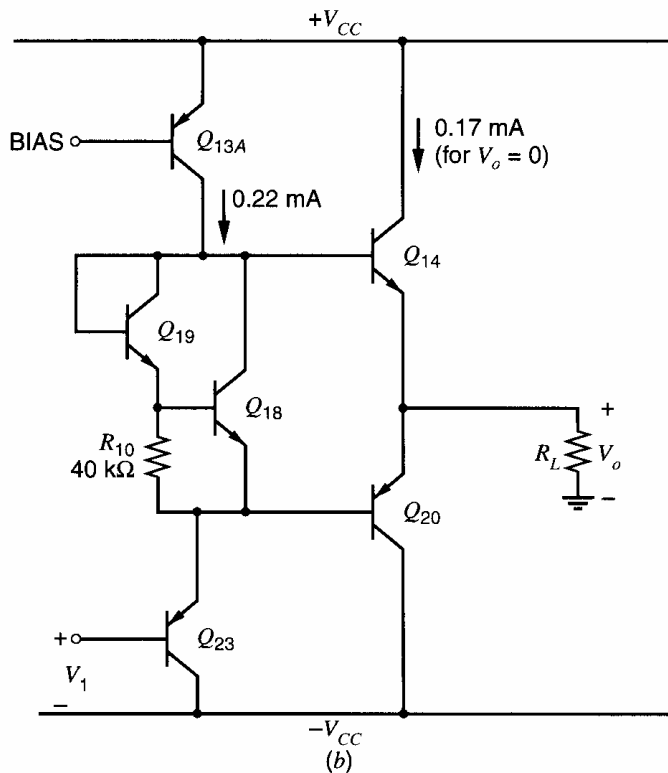 +V_CC
BIAS
Q_13A
0.17 mA
(for V_o = 0)
0.22 mA
Q_14
Q_19
Q_18
R_10
40 kΩ
+
R_L
V_o
–
Q_20
+
Q_23
V_1
–
–V_CC
(b)